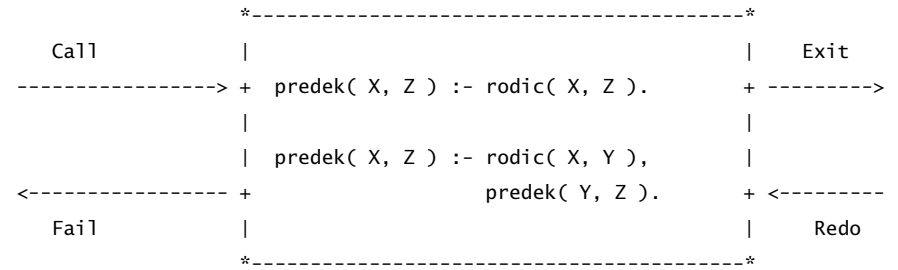 *------------------------------------------*
Call | | Exit
-----------------> + predek( X, Z ) :- rodic( X, Z ). + --------->
| |
| predek( X, Z ) :- rodic( X, Y ), |
<----------------- + predek( Y, Z ). + <---------
Fail | | Redo
*------------------------------------------*